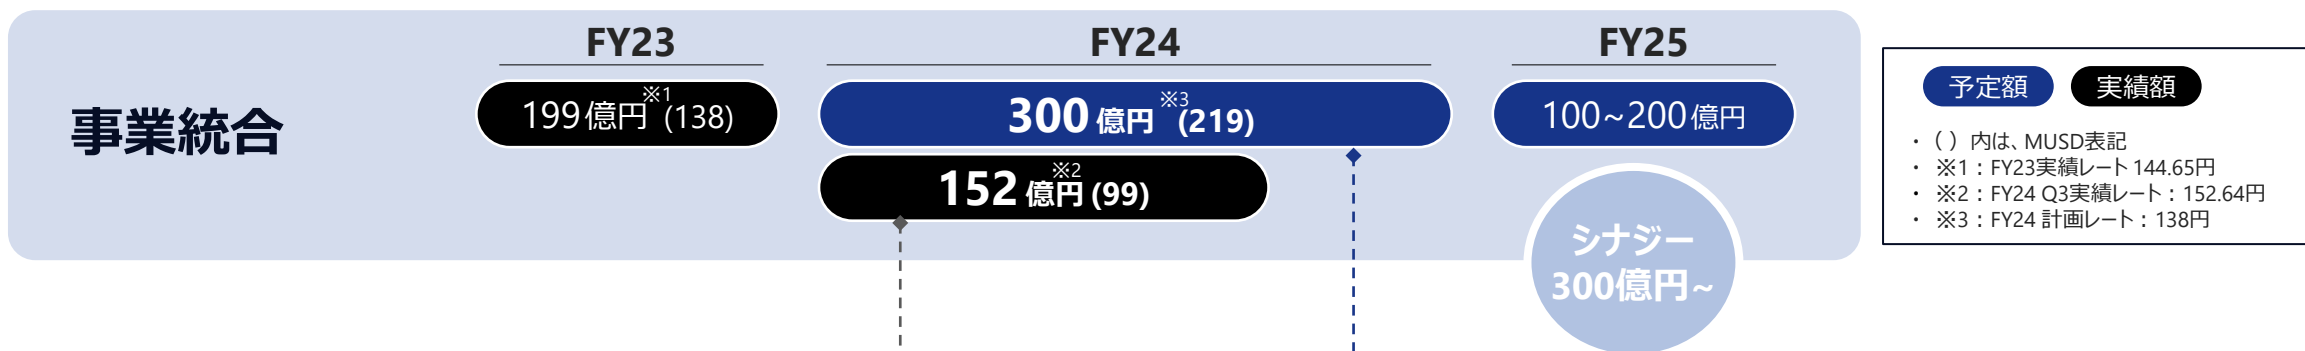 FY23
FY24
FY25
事業統合
199億円※1(138)
300億円※3(219)
100~200億円
152億円※2(99)
シナジー
300億円~
予定額
実績額
・ ( ) 内は、MUSD表記
・ ※1：FY23実績レート 144.65円
・ ※2：FY24 Q3実績レート：152.64円
・ ※3：FY24 計画レート：138円